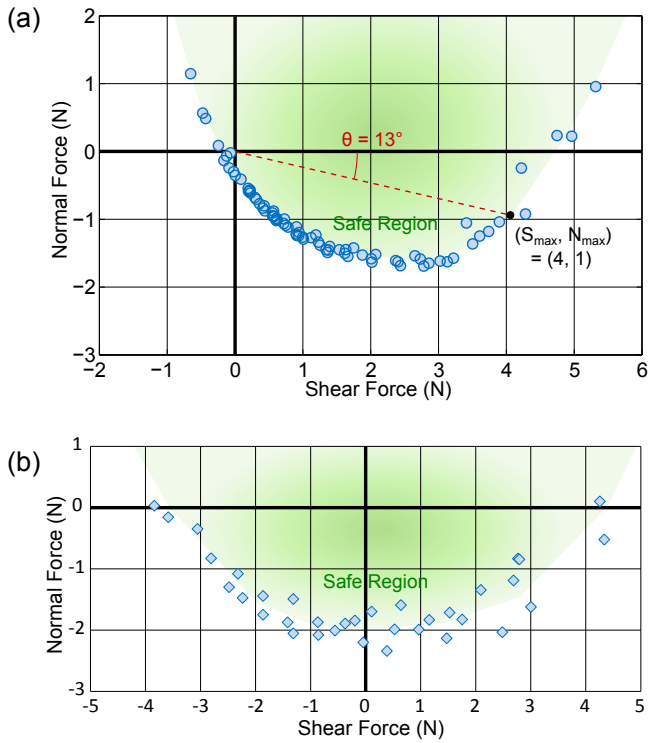 (a)
2
1
0
−1
−2
−3
Normal Force (N)
θ = 13°
Safe Region
(Smax, Nmax)
= (4, 1)
−2 −1 0 1 2 3 4 5 6
Shear Force (N)
(b)
1
0
-1
-2
-3
Normal Force (N)
Safe Region
-5 -4 -3 -2 -1 0 1 2 3 4 5
Shear Force (N)